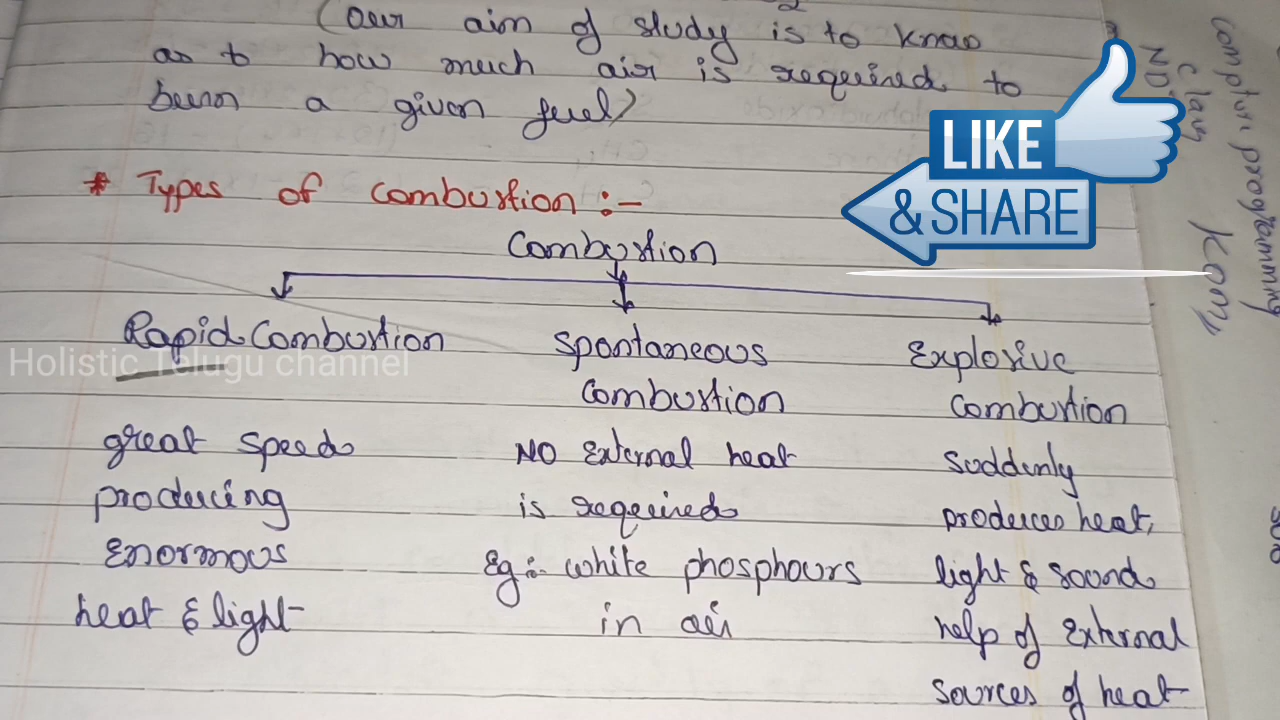 (our aim of study is to know
as to how much air is required to
burn a given fuel)
LIKE
& SHARE
* Types of combustion :-
Combustion
Rapid Combustion
Spontaneous
Combustion
Explosive
Combustion
Holistic Telugu channel
great speed
producing
Enormous
heat & light
NO External heat
is required
Eg:- white phosphours
in air
Suddenly
produces heat,
light & sound
help of External
sources of heat
computer programming